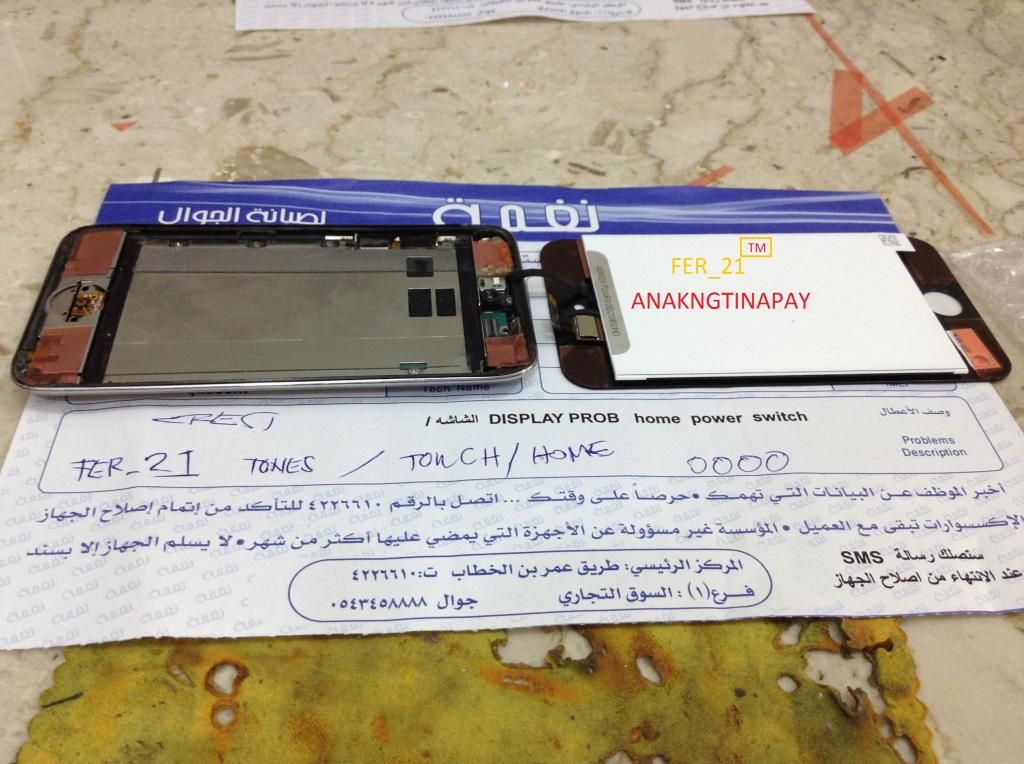 نغمة
لصيانة الجوال
FER_21
TM
ANAKNGTINAPAY
Tech. Name
وصف الأعطال
الشاشه / DISPLAY PROB home power switch
Problems
Description
FER_21 TONES / TOUCH / HOME 0000
أخبر الموظف عن البيانات التي تهمك • حرصاً على وقتك ... اتصل بالرقم ٤٢٢٦٦١٠ للتأكد من إتمام إصلاح الجهاز
الإكسسوارات تبقى مع العميل • المؤسسة غير مسؤولة عن الأجهزة التي يمضي عليها أكثر من شهر • لا يسلم الجهاز إلا بسند
ستصلك رسالة SMS
عند الانتهاء من اصلاح الجهاز
المركز الرئيسي: طريق عمر بن الخطاب ت: ٤٢٢٦٦١٠
فرع (١) : السوق التجاري جوال ٠٥٤٣٤٥٨٨٨٨